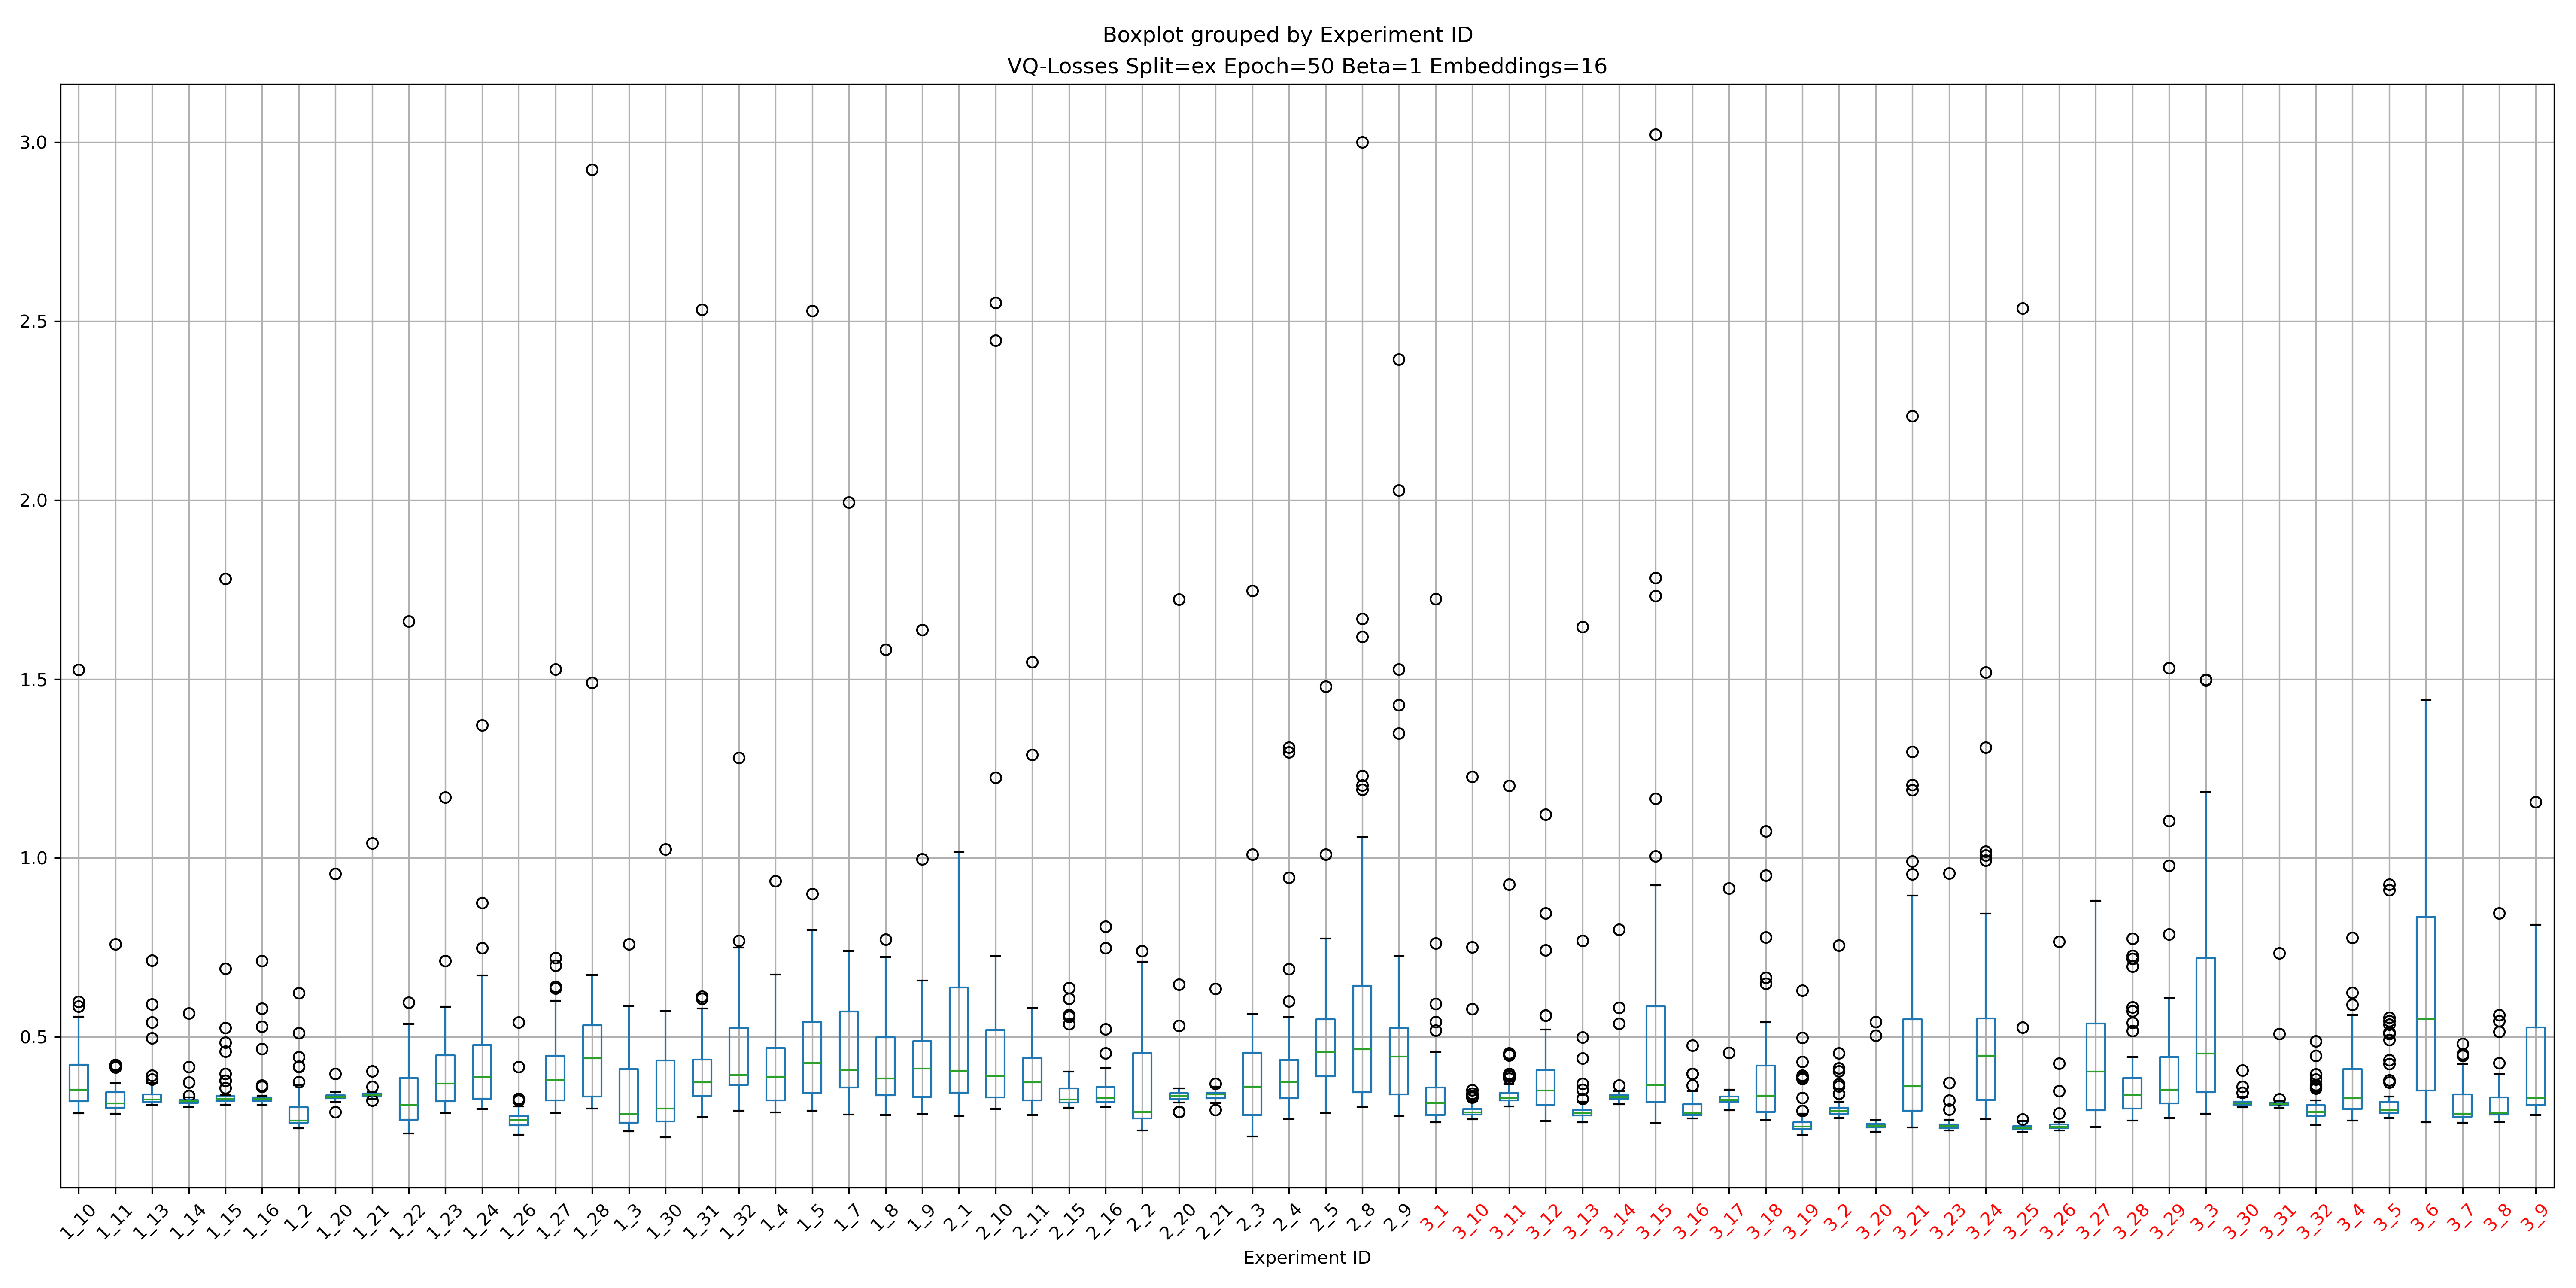 Boxplot grouped by Experiment ID
VQ-Losses Split=ex Epoch=50 Beta=1 Embeddings=16
3.0
2.5
2.0
1.5
1.0
0.5
1_10 1_11 1_13 1_14 1_15 1_16 1_2 1_20 1_21 1_22 1_23 1_24 1_26 1_27 1_28 1_3 1_30 1_31 1_32 1_4 1_5 1_7 1_8 1_9 2_1 2_10 2_11 2_15 2_16 2_2 2_20 2_21 2_3 2_4 2_5 2_8 2_9 3_1 3_10 3_11 3_12 3_13 3_14 3_15 3_16 3_17 3_18 3_19 3_2 3_20 3_21 3_23 3_24 3_25 3_26 3_27 3_28 3_29 3_3 3_30 3_31 3_32 3_4 3_5 3_6 3_7 3_8 3_9
Experiment ID